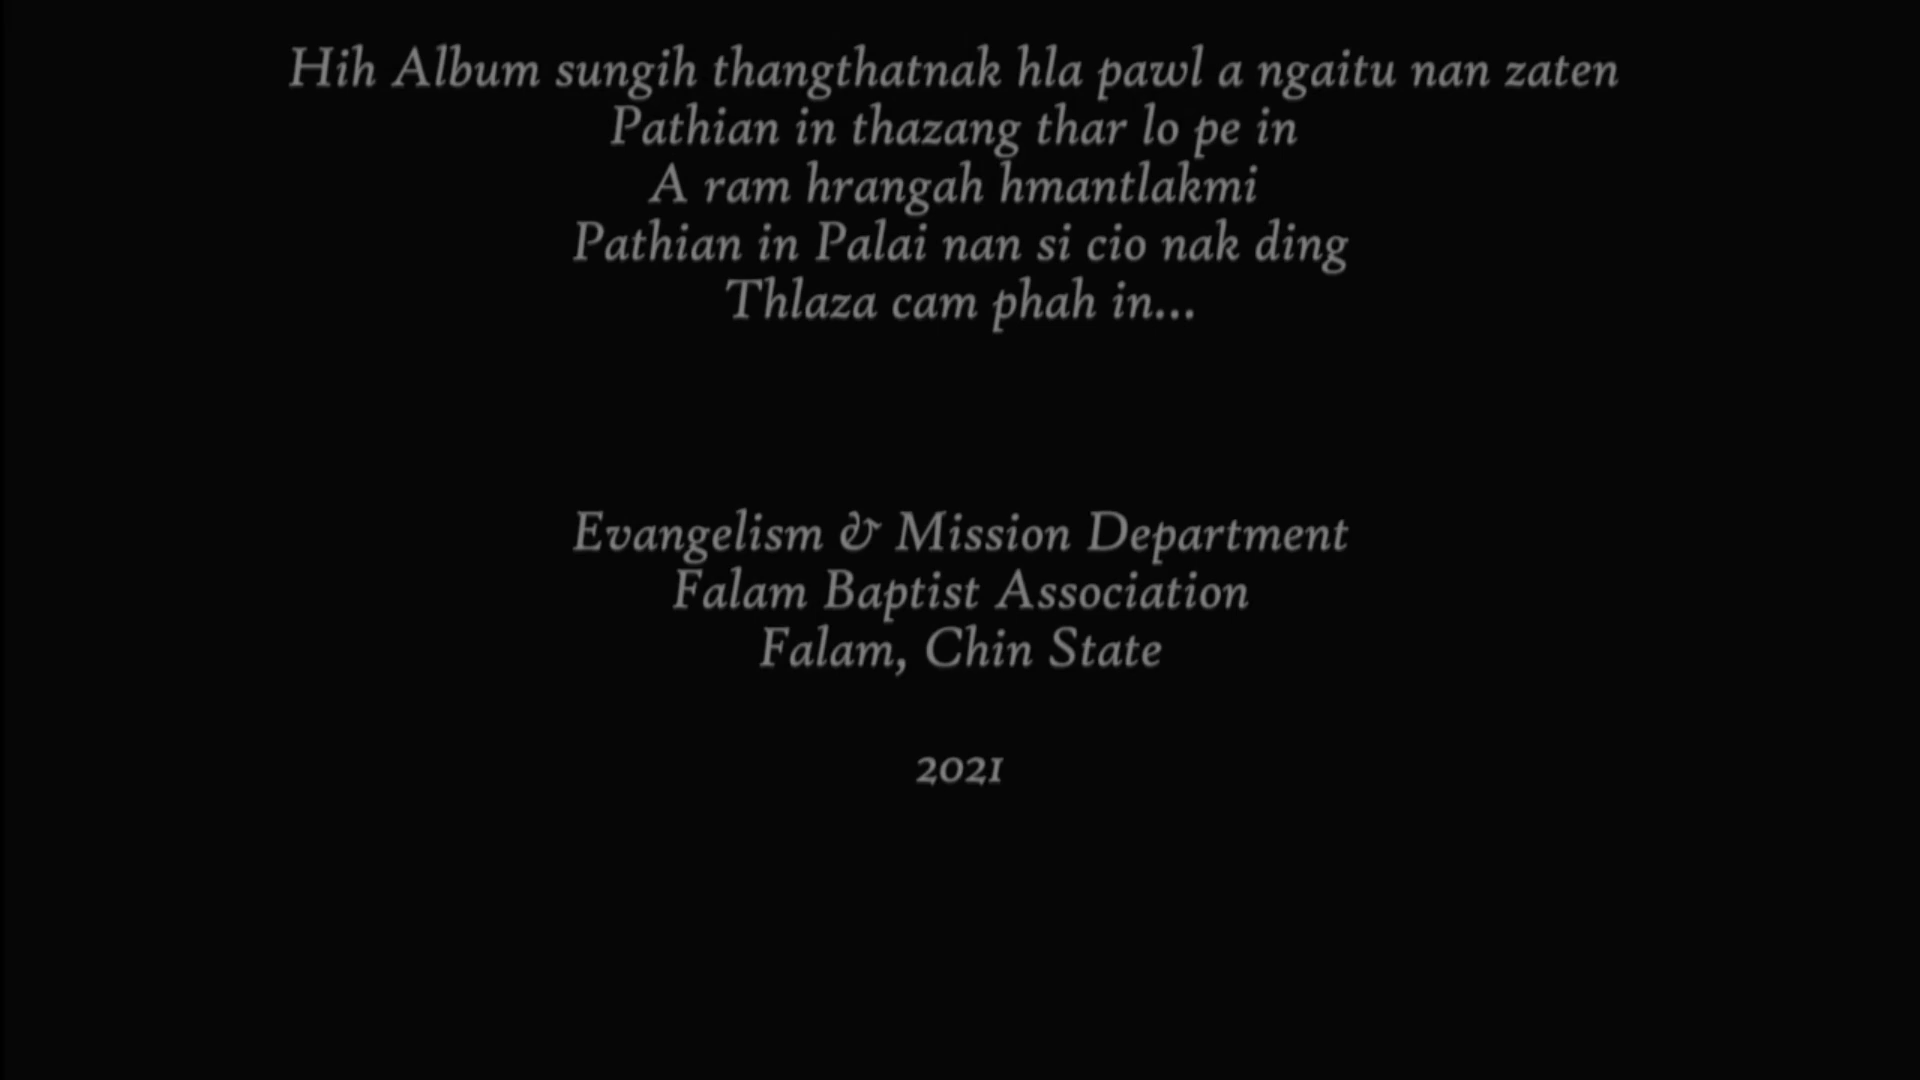 Hih Album sungih thangthatnak hla pawl a ngaitu nan zaten
Pathian in thazang thar lo pe in
A ram hrangah hmantlakmi
Pathian in Palai nan si cio nak ding
Thlaza cam phah in...
Evangelism & Mission Department
Falam Baptist Association
Falam, Chin State
2021